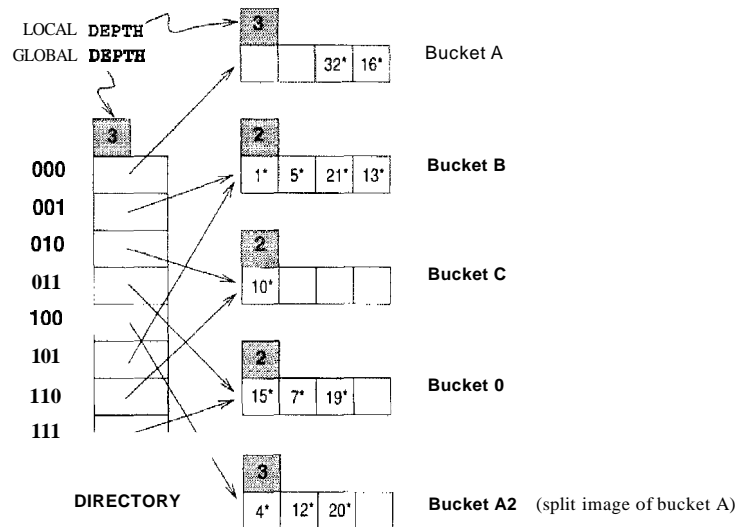 LOCAL DEPTH
GLOBAL DEPTH
3
32* 16*
Bucket A
3
000
001
010
011
100
101
110
111
DIRECTORY
2
1* 5* 21* 13*
Bucket B
2
10*
Bucket C
2
15* 7* 19*
Bucket 0
3
4* 12* 20*
Bucket A2 (split image of bucket A)